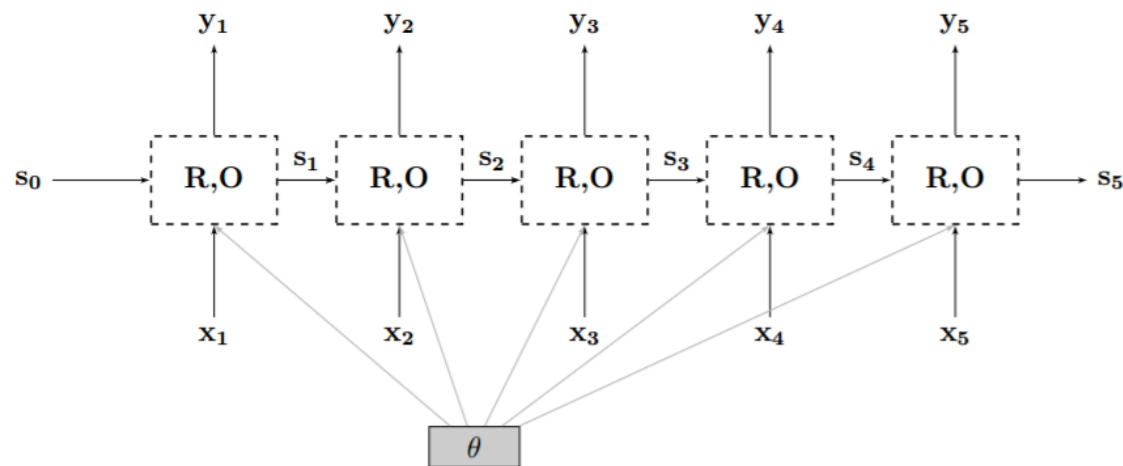 y₁ y₂ y₃ y₄ y₅
s₀ R,O s₁ R,O s₂ R,O s₃ R,O s₄ R,O s₅
x₁ x₂ x₃ x₄ x₅
θ